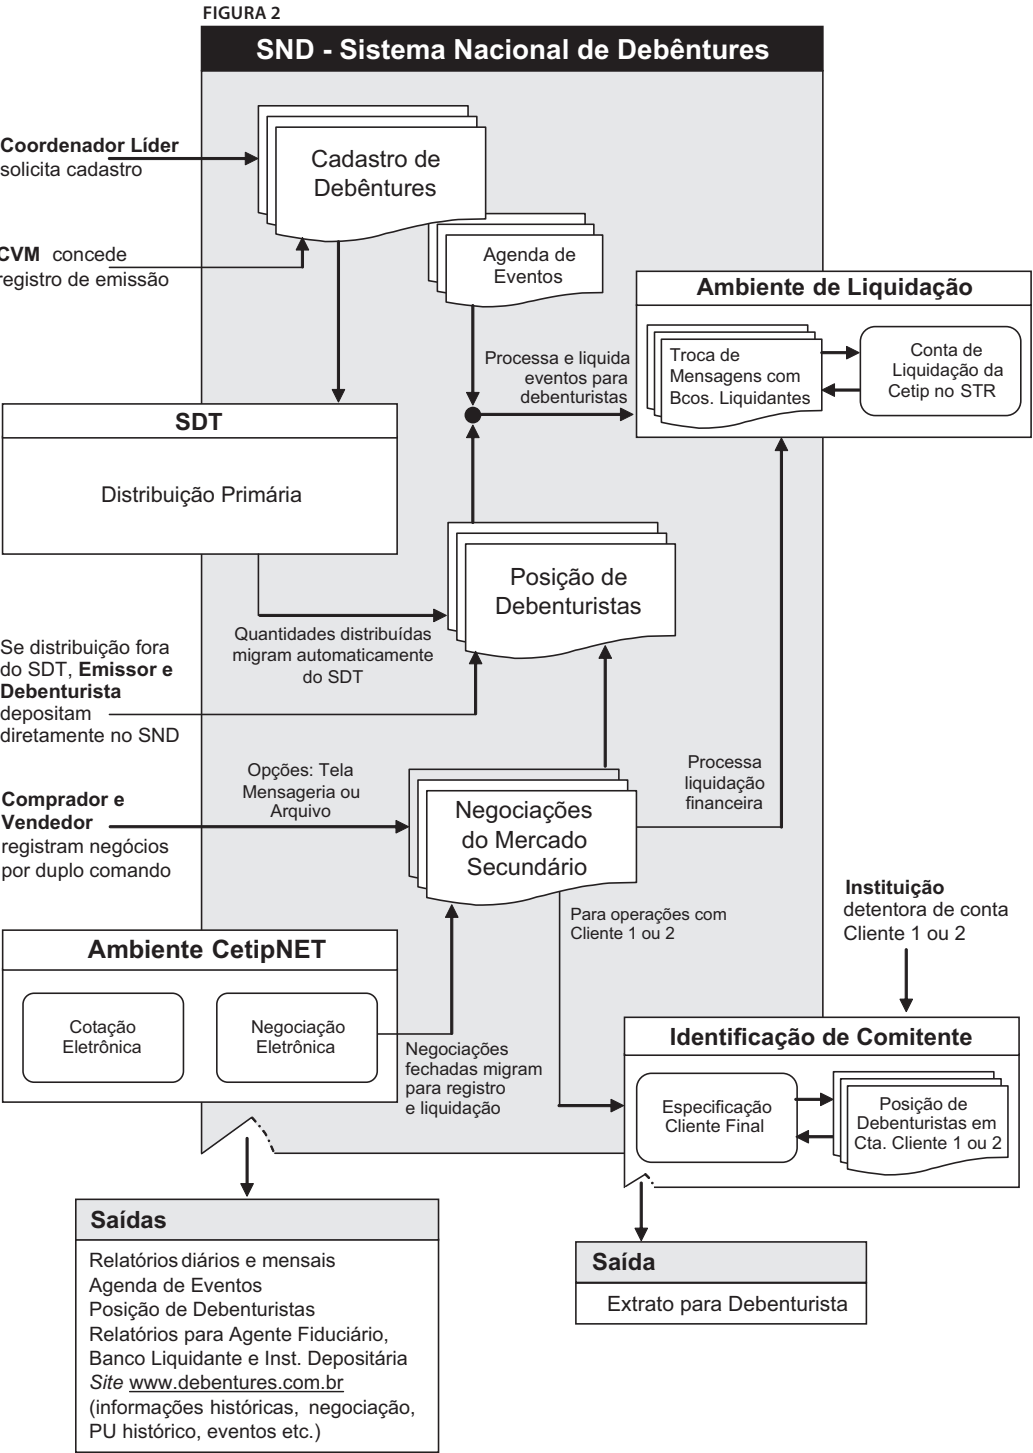 FIGURA 2
SND - Sistema Nacional de Debêntures
Coordenador Líder
solicita cadastro
Cadastro de
Debêntures
CVM concede
registro de emissão
Agenda de
Eventos
Ambiente de Liquidação
Troca de
Mensagens com
Bcos. Liquidantes
Conta de
Liquidação da
Cetip no STR
Processa e liquida
eventos para
debenturistas
SDT
Distribuição Primária
Posição de
Debenturistas
Quantidades distribuídas
migram automaticamente
do SDT
Se distribuição fora
do SDT, Emissor e
Debenturista
depositam
diretamente no SND
Opções: Tela
Mensageria ou
Arquivo
Processa
liquidação
financeira
Comprador e
Vendedor
registram negócios
por duplo comando
Negociações
do Mercado
Secundário
Para operações com
Cliente 1 ou 2
Instituição
detentora de conta
Cliente 1 ou 2
Ambiente CetipNET
Cotação
Eletrônica
Negociação
Eletrônica
Negociações
fechadas migram
para registro
e liquidação
Identificação de Comitente
Especificação
Cliente Final
Posição de
Debenturistas em
Cta. Cliente 1 ou 2
Saídas
Relatórios diários e mensais
Agenda de Eventos
Posição de Debenturistas
Relatórios para Agente Fiduciário,
Banco Liquidante e Inst. Depositária
Site www.debentures.com.br
(informações históricas, negociação,
PU histórico, eventos etc.)
Saída
Extrato para Debenturista